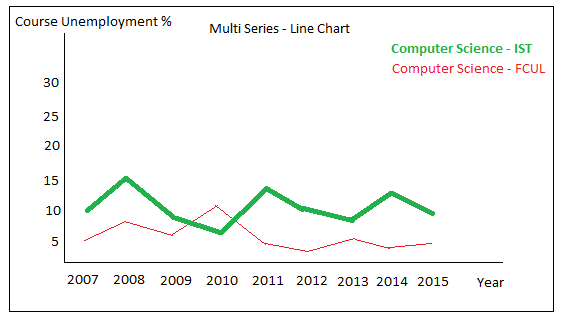 Course Unemployment %
Multi Series - Line Chart
Computer Science - IST
Computer Science - FCUL
30
25
20
15
10
5
2007 2008 2009 2010 2011 2012 2013 2014 2015 Year